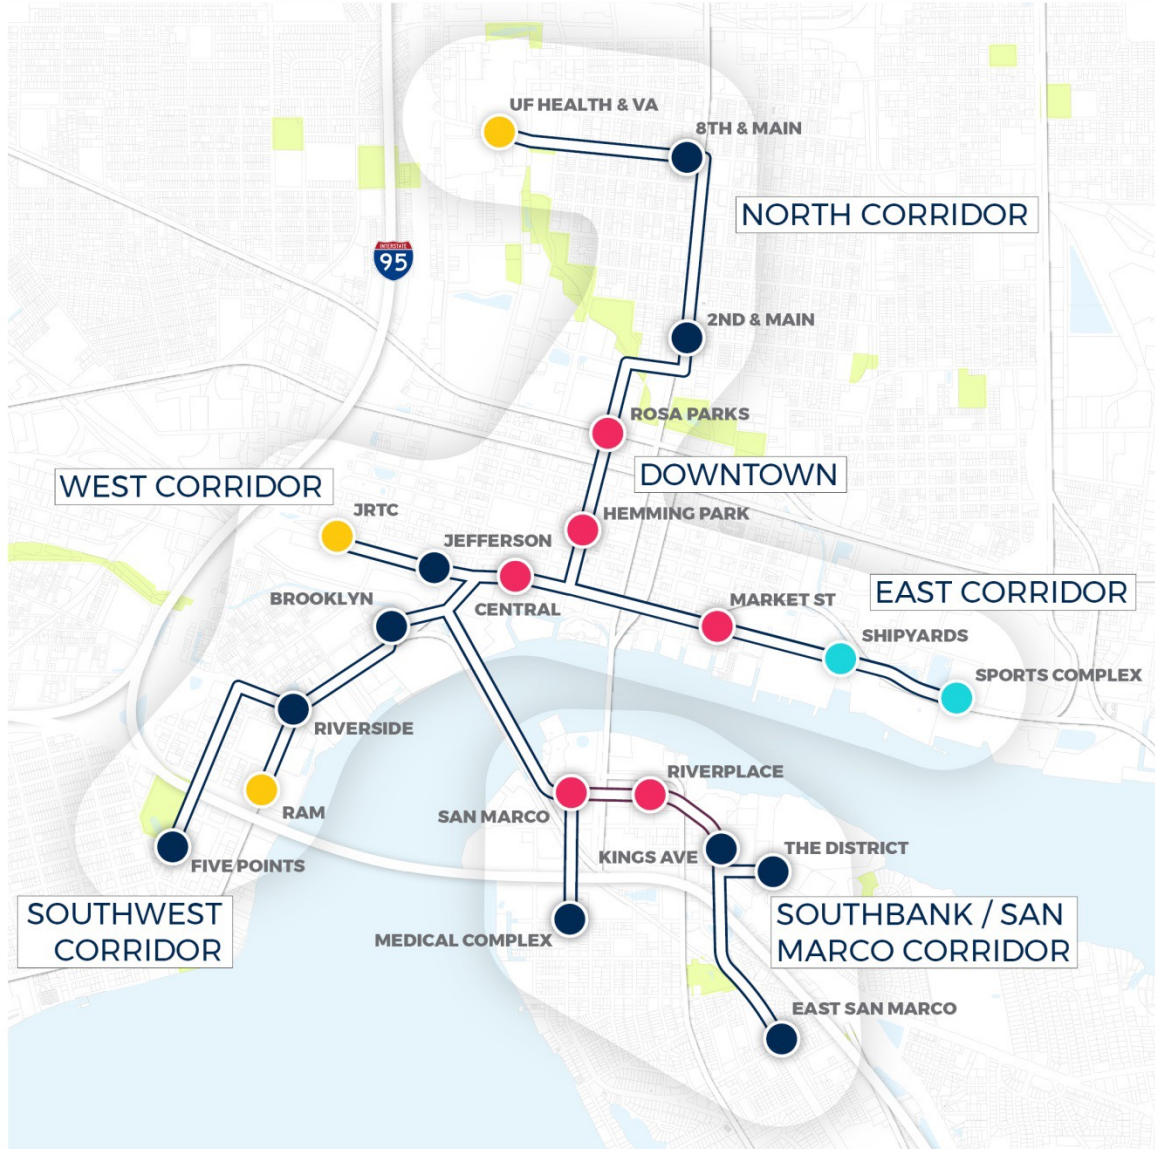 UF HEALTH & VA
8TH & MAIN
NORTH CORRIDOR
INTERSTATE
95
2ND & MAIN
ROSA PARKS
DOWNTOWN
WEST CORRIDOR
JRTC
HEMMING PARK
JEFFERSON
EAST CORRIDOR
BROOKLYN
CENTRAL
MARKET ST
SHIPYARDS
SPORTS COMPLEX
RIVERSIDE
RIVERPLACE
RAM
SAN MARCO
KINGS AVE
THE DISTRICT
FIVE POINTS
SOUTHWEST
CORRIDOR
MEDICAL COMPLEX
SOUTHBANK / SAN
MARCO CORRIDOR
EAST SAN MARCO